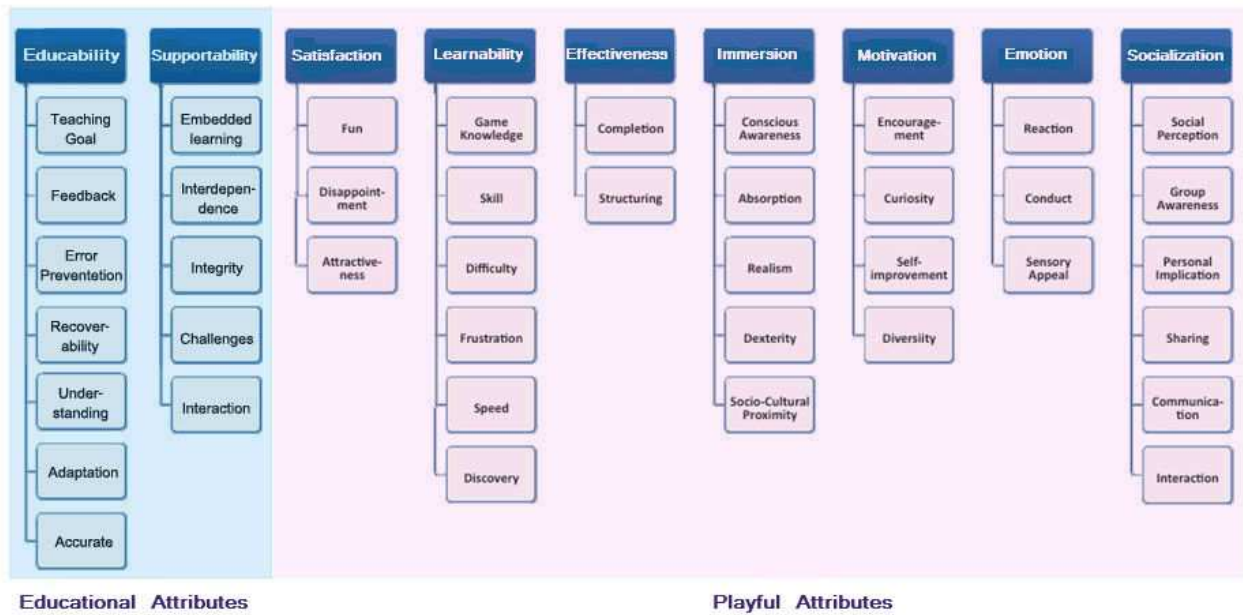 Educability
Teaching
Goal
Feedback
Error
Preventetion
Recover-
ability
Under-
standing
Adaptation
Accurate
Supportability
Embedded
learning
Interdepen-
dence
Integrity
Challenges
Interaction
Satisfaction
Fun
Disappoint-
ment
Attractive-
ness
Learnability
Game
Knowledge
Skill
Difficulty
Frustration
Speed
Discovery
Effectiveness
Completion
Structuring
Immersion
Conscious
Awareness
Absorption
Realism
Dexterity
Socio-Cultural
Proximity
Motivation
Encourage-
ment
Curiosity
Self-
improvement
Diversiity
Emotion
Reaction
Conduct
Sensory
Appeal
Socialization
Social
Perception
Group
Awareness
Personal
Implication
Sharing
Communica-
tion
Interaction
Educational Attributes
Playful Attributes